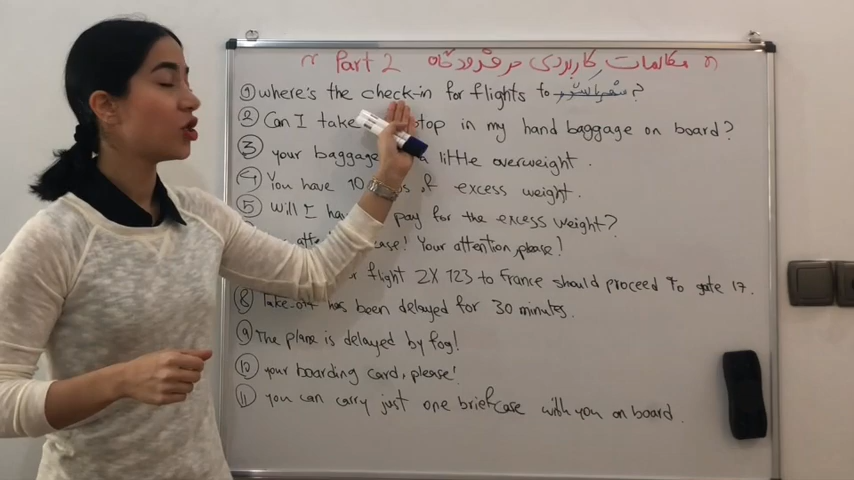 ~ Part 2 مکالمات کاربردی در فرودگاه ~
① where's the check-in for flights to ?
② Can I take top in my hand baggage on board?
③ your baggage a little overweight.
④ You have 10 of excess weight.
⑤ Will I ha pay for the excess weight?
! Your attention, please!
flight 2X 723 to France should proceed to gate 17.
⑧ Take-off has been delayed for 30 minutes.
⑨ The plane is delayed by fog!
⑩ your boarding card, please!
⑪ you can carry just one briefcase with you on board.